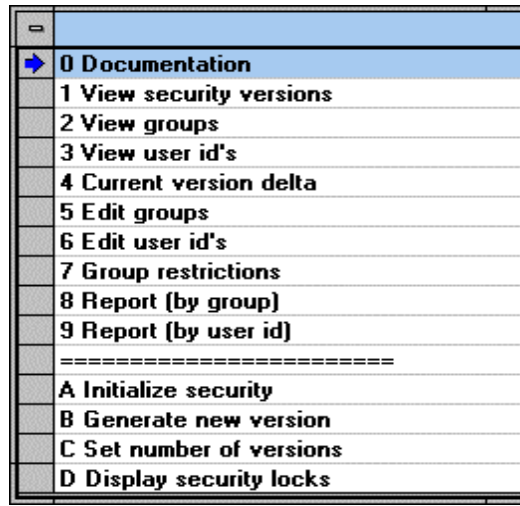 0 Documentation
1 View security versions
2 View groups
3 View user id's
4 Current version delta
5 Edit groups
6 Edit user id's
7 Group restrictions
8 Report (by group)
9 Report (by user id)
========================
A Initialize security
B Generate new version
C Set number of versions
D Display security locks